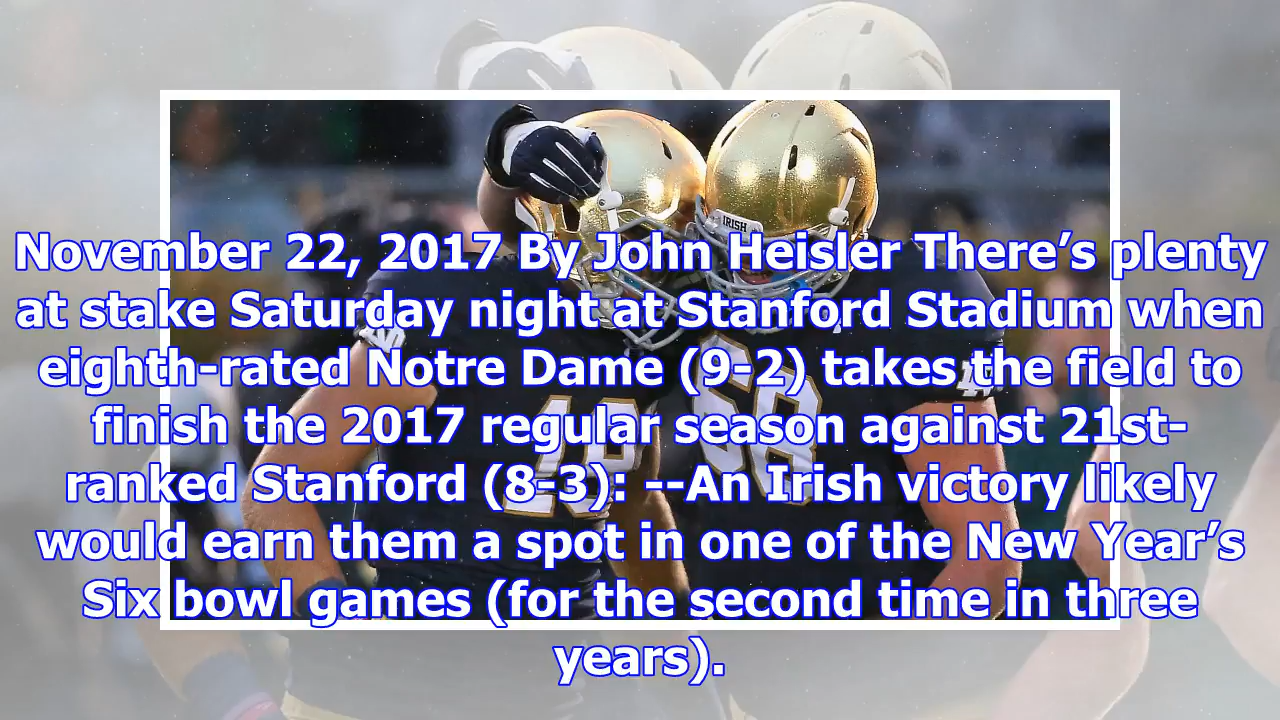 IRISH
November 22, 2017 By John Heisler There’s plenty
at stake Saturday night at Stanford Stadium when
eighth-rated Notre Dame (9-2) takes the field to
finish the 2017 regular season against 21st-
ranked Stanford (8-3): --An Irish victory likely
would earn them a spot in one of the New Year’s
Six bowl games (for the second time in three
years).
68